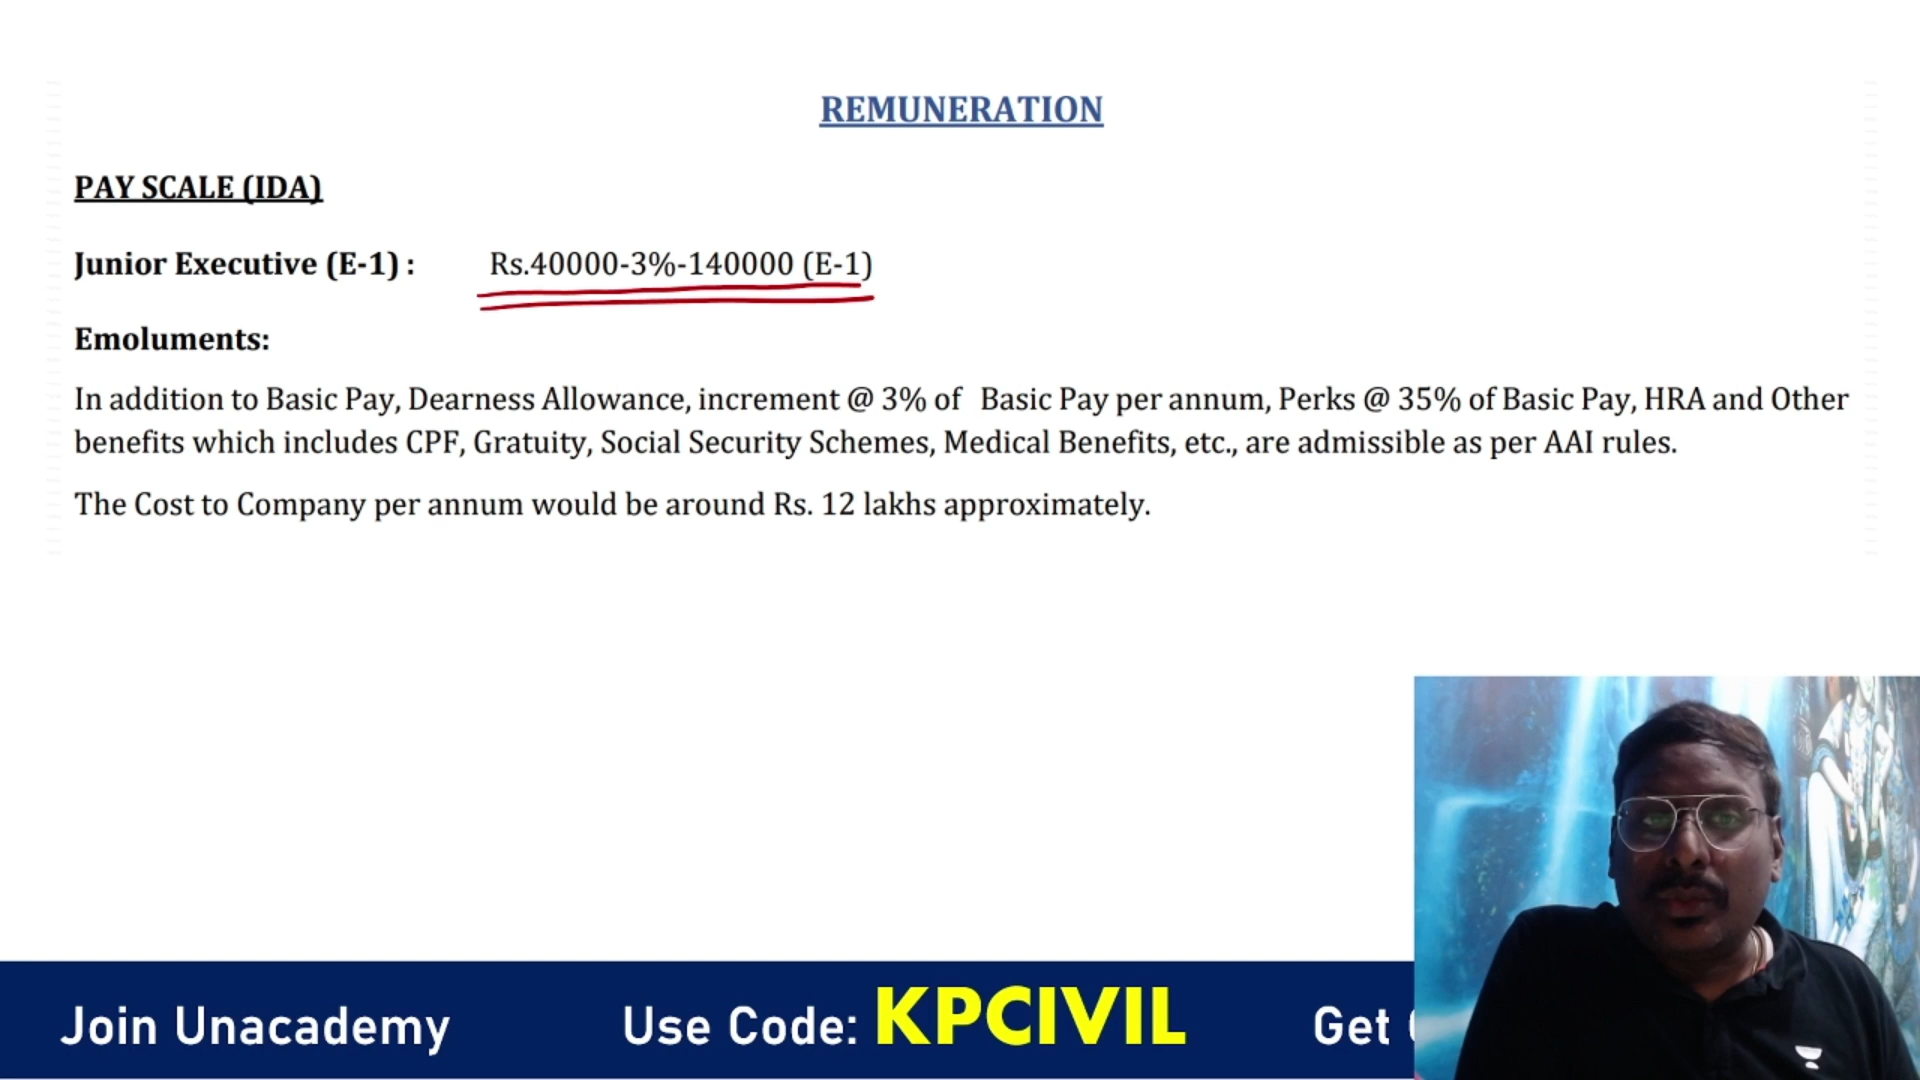 REMUNERATION
PAY SCALE (IDA)
Junior Executive (E-1) : Rs.40000-3%-140000 (E-1)
Emoluments:
In addition to Basic Pay, Dearness Allowance, increment @ 3% of Basic Pay per annum, Perks @ 35% of Basic Pay, HRA and Other
benefits which includes CPF, Gratuity, Social Security Schemes, Medical Benefits, etc., are admissible as per AAI rules.
The Cost to Company per annum would be around Rs. 12 lakhs approximately.
Join Unacademy Use Code: KPCIVIL Get